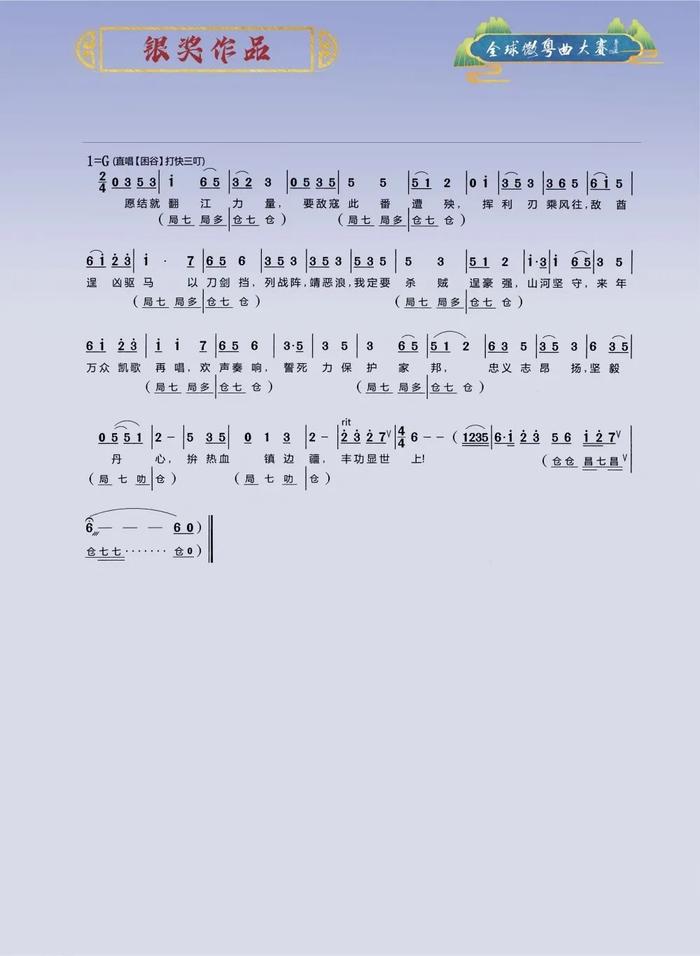 银奖作品
全球微粤曲大赛
1=G (直唱【困谷】打快三叮)
2/4 0 3 5 3 | i 6 5 | 3 2 3 | 0 5 3 5 | 5 5 | 5 1 2 | 0 i | 3 5 3 | 6 i 5 |
愿结就 翻 江 力 量, 要敌寇 此 番 遭 殃, 挥 利 刃 乘风往, 敌 酋
(局七 局多 | 仓七 仓) (局七 局多 | 仓七 仓)
6 i 2 3 | i · 7 | 6 5 6 | 3 5 3 | 5 3 5 | 3 5 3 | 5 3 | 5 1 2 | i·3 | i 6 5 | 3 5
逞 凶驱 马 以 刀剑 挡, 列战阵, 靖恶浪, 我定要 杀 贼 逞豪强, 山河坚 守, 来年
(局七 局多 | 仓七 仓) (局七 局多 | 仓七 仓)
6 i 2 3 | i i 7 | 6 5 6 | 3·5 3 | 6 5 | 5 1 2 | 6 3 5 | 3 5 | 6 3 5
万众 凯歌 再 唱, 欢 声奏 响, 誓死 力 保 护 家 邦, 忠义 志 昂 扬, 坚毅
(局七 局多 | 仓七 仓) (局七 局多 | 仓七 仓)
rit
0 5 5 1 | 2 – | 5 3 5 | 0 1 3 | 2 – | 2 3 2 7 V | 4/4 6 – – (1235 | 6·i 2 3 5 6 i 2 7 V |
丹 心, 拚 热血 镇 边 疆, 丰功显世 上! (仓仓 昌七昌 V
(局 七 叻 | 仓) (局 七 叻 | 仓)
6 — — — 6 0)
仓七七······· 仓 0)